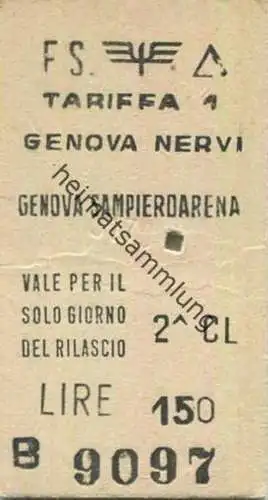 FS. A
TARIFFA 1
GENOVA NERVI
GENOVA SAMPIERDARENA
VALE PER IL
SOLO GIORNO
DEL RILASCIO
2^ CL
LIRE 150
B 9097
heimatsammlung.de